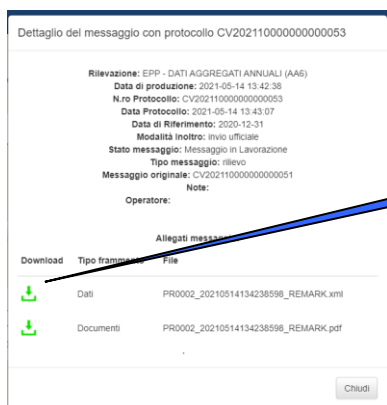 Dettaglio del messaggio con protocollo CV202110000000000053
Rilevazione: EPP - DATI AGGREGATI ANNUALI (AA6)
Data di produzione: 2021-05-14 13:42:38
N.ro Protocollo: CV202110000000000053
Data Protocollo: 2021-05-14 13:43:07
Data di Riferimento: 2020-12-31
Modalità Inoltro: invio ufficiale
Stato messaggio: Messaggio in Lavorazione
Tipo messaggio: rilievo
Messaggio originale: CV202110000000000051
Note:
Operatore:
Allegati
Download Tipo File
Dati PR0002_20210514134238598_REMARK.xml
Documenti PR0002_20210514134238598_REMARK.pdf
Chiudi